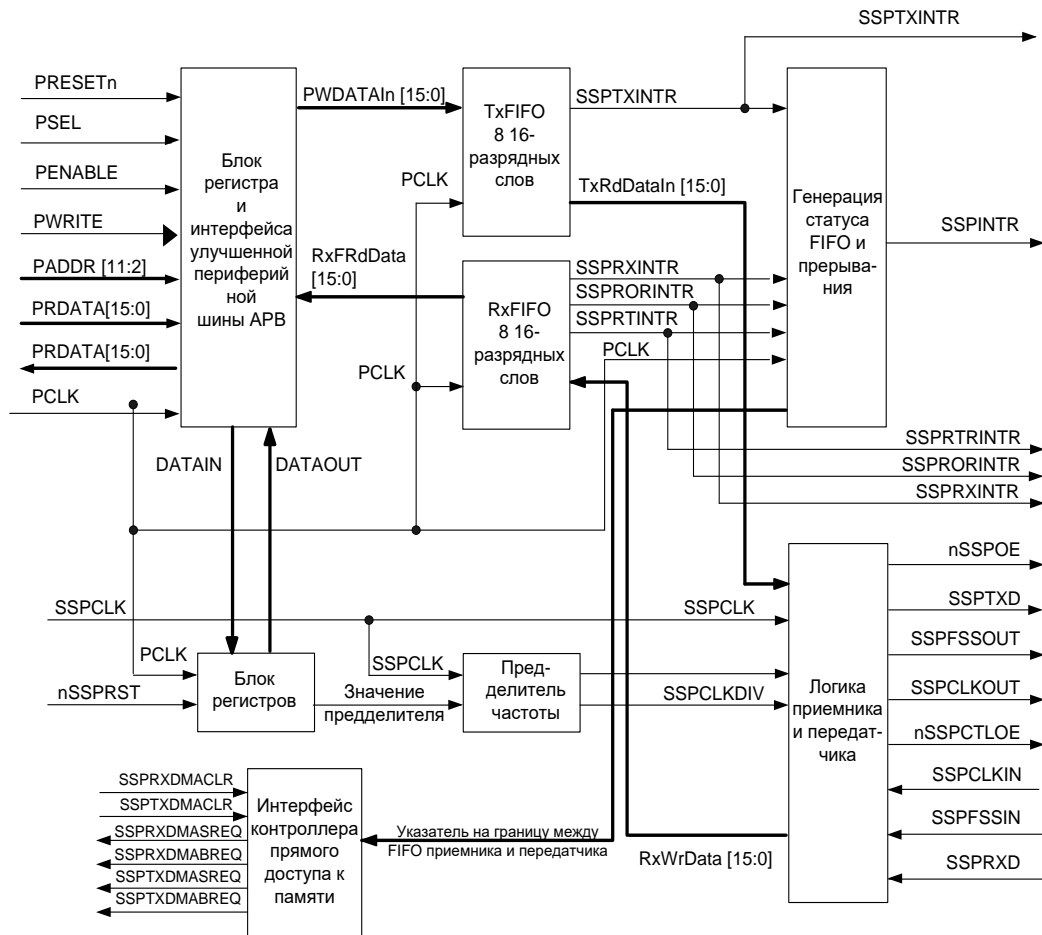 SSPTXINTR
PRESETn
PSEL
PENABLE
PWRITE
PADDR [11:2]
PRDATA[15:0]
PRDATA[15:0]
PCLK
Блок
регистра
и
интерфейса
улучшенной
периферий
ной
шины APB
PWDATAIn [15:0]
TxFIFO
8 16-
разрядных
слов
SSPTXINTR
PCLK
TxRdDataIn [15:0]
RxFRdData
[15:0]
RxFIFO
8 16-
разрядных
слов
SSPRXINTR
SSPRORINTR
SSPRTINTR
PCLK
PCLK
Генерация
статуса
FIFO и
прерыва-
ния
SSPINTR
SSPRTRINTR
SSPRORINTR
SSPRXINTR
DATAIN
DATAOUT
SSPCLK
SSPCLK
PCLK
nSSPRST
Блок
регистров
SSPCLK
Значение
предделителя
Пред-
делитель
частоты
SSPCLKDIV
Логика
приемника
и передат-
чика
nSSPOE
SSPTXD
SSPFSSOUT
SSPCLKOUT
nSSPCTLOE
SSPCLKIN
SSPFSSIN
SSPRXD
SSPRXDMACLR
SSPTXDMACLR
SSPRXDMASREQ
SSPRXDMABREQ
SSPTXDMASREQ
SSPTXDMABREQ
Интерфейс
контроллера
прямого
доступа к
памяти
Указатель на границу между
FIFO приемника и передатчика
RxWrData [15:0]